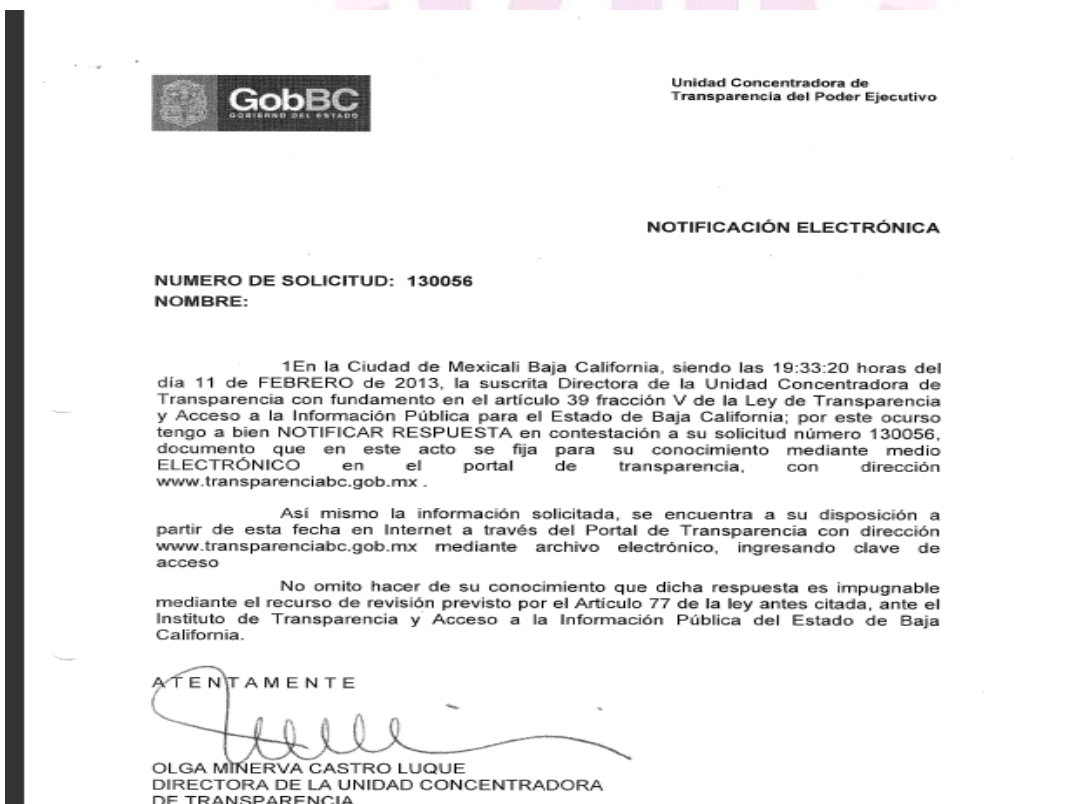 GobBC
GOBIERNO DEL ESTADO
Unidad Concentradora de
Transparencia del Poder Ejecutivo
NOTIFICACIÓN ELECTRÓNICA
NUMERO DE SOLICITUD: 130056
NOMBRE:
1En la Ciudad de Mexicali Baja California, siendo las 19:33:20 horas del
día 11 de FEBRERO de 2013, la suscrita Directora de la Unidad Concentradora de
Transparencia con fundamento en el artículo 39 fracción V de la Ley de Transparencia
y Acceso a la Información Pública para el Estado de Baja California; por este ocurso
tengo a bien NOTIFICAR RESPUESTA en contestación a su solicitud número 130056,
documento que en este acto se fija para su conocimiento mediante medio
ELECTRÓNICO en el portal de transparencia, con dirección
www.transparenciabc.gob.mx .
Así mismo la información solicitada, se encuentra a su disposición a
partir de esta fecha en Internet a través del Portal de Transparencia con dirección
www.transparenciabc.gob.mx mediante archivo electrónico, ingresando clave de
acceso
No omito hacer de su conocimiento que dicha respuesta es impugnable
mediante el recurso de revisión previsto por el Artículo 77 de la ley antes citada, ante el
Instituto de Transparencia y Acceso a la Información Pública del Estado de Baja
California.
ATENTAMENTE
OLGA MINERVA CASTRO LUQUE
DIRECTORA DE LA UNIDAD CONCENTRADORA
DE TRANSPARENCIA